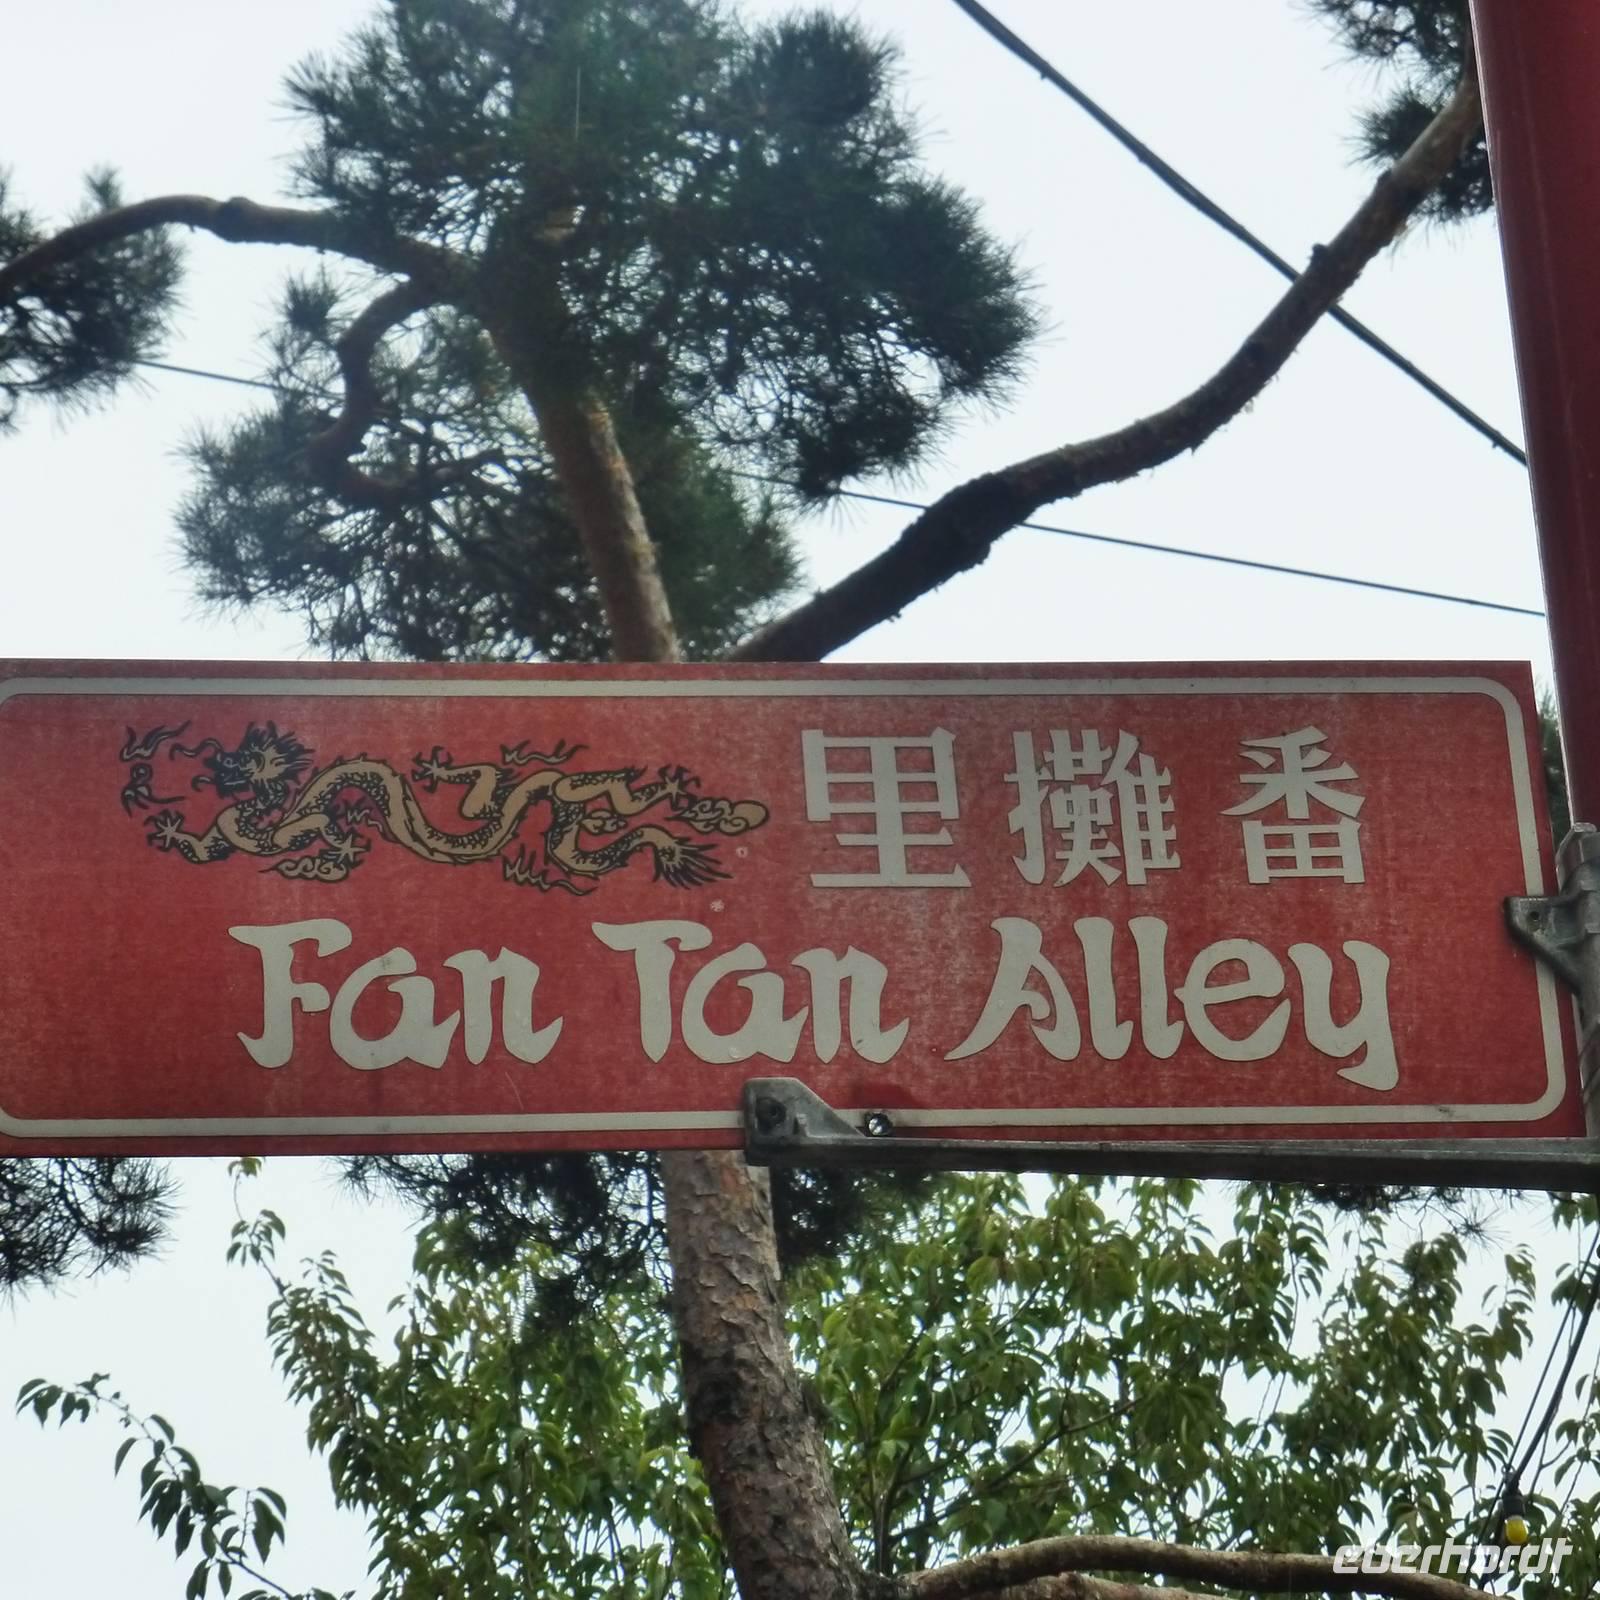 里攤番
Fan Tan Alley
eberhardt